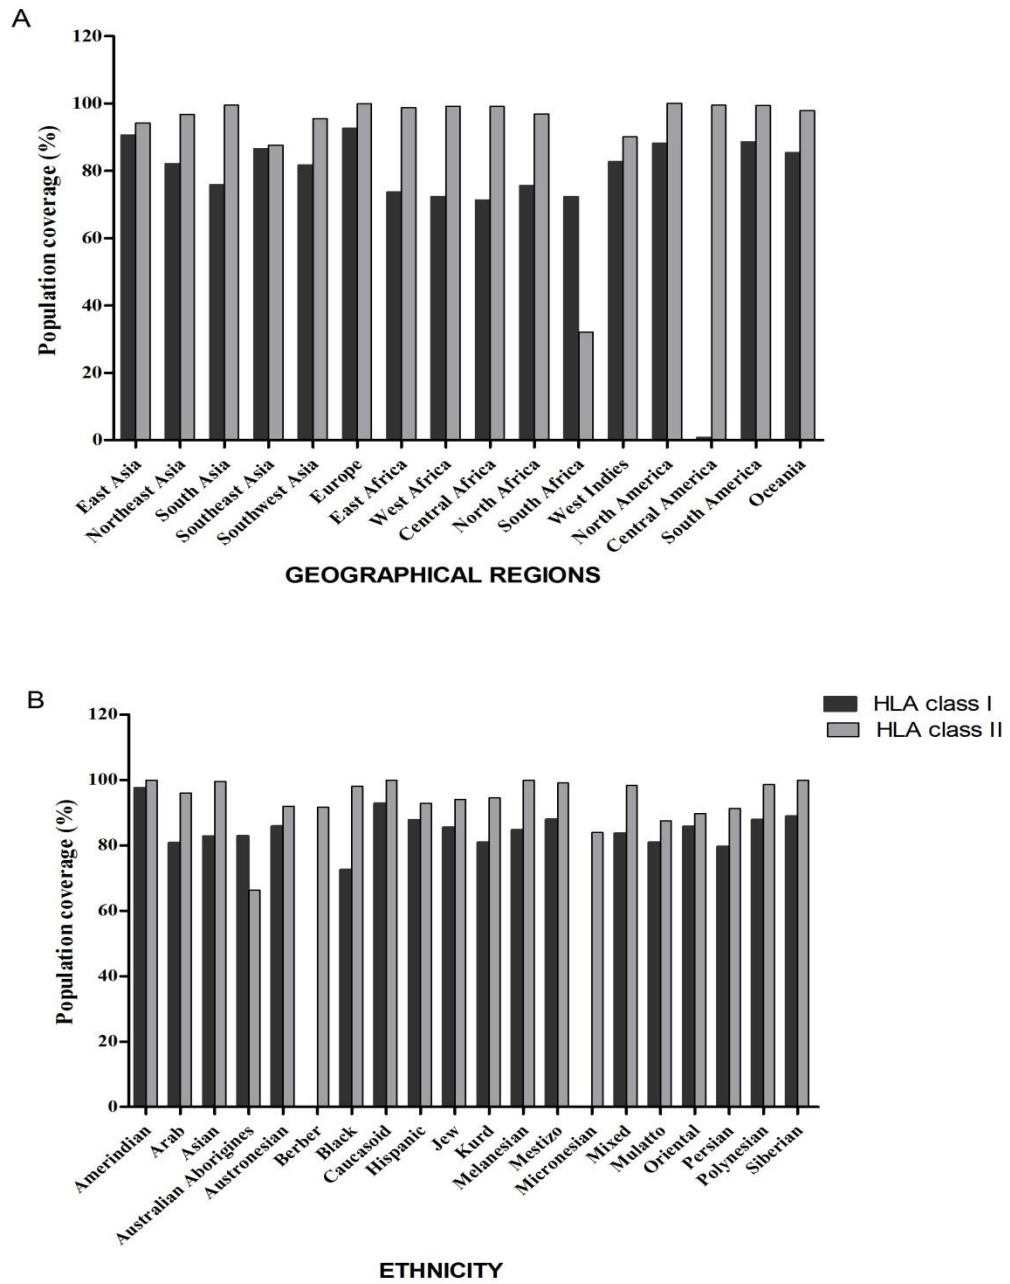 A
120
100
80
60
40
20
0
Population coverage (%)
East Asia
Northeast Asia
South Asia
Southeast Asia
Southwest Asia
Europe
East Africa
West Africa
Central Africa
North Africa
South Africa
West Indies
North America
Central America
South America
Oceania
GEOGRAPHICAL REGIONS
B
HLA class I
HLA class II
120
100
80
60
40
20
0
Population coverage (%)
Amerindian
Arab
Asian
Australian Aborigines
Austronesian
Berber
Black
Caucasoid
Hispanic
Jew
Kurd
Melanesian
Mestizo
Micronesian
Mixed
Mulatto
Oriental
Persian
Polynesian
Siberian
ETHNICITY